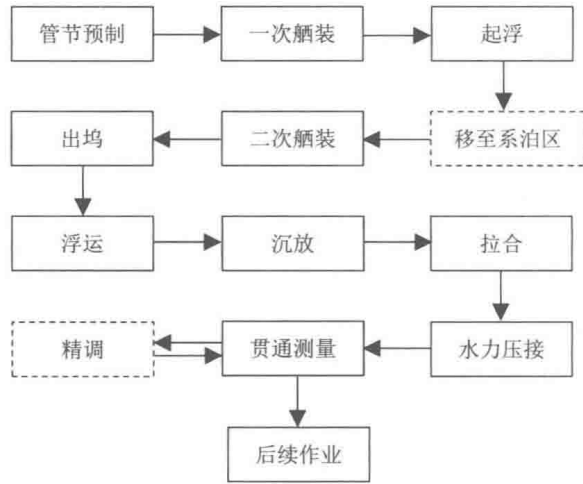 管节预制
一次舾装
起浮
出坞
二次舾装
移至系泊区
浮运
沉放
拉合
精调
贯通测量
水力压接
后续作业